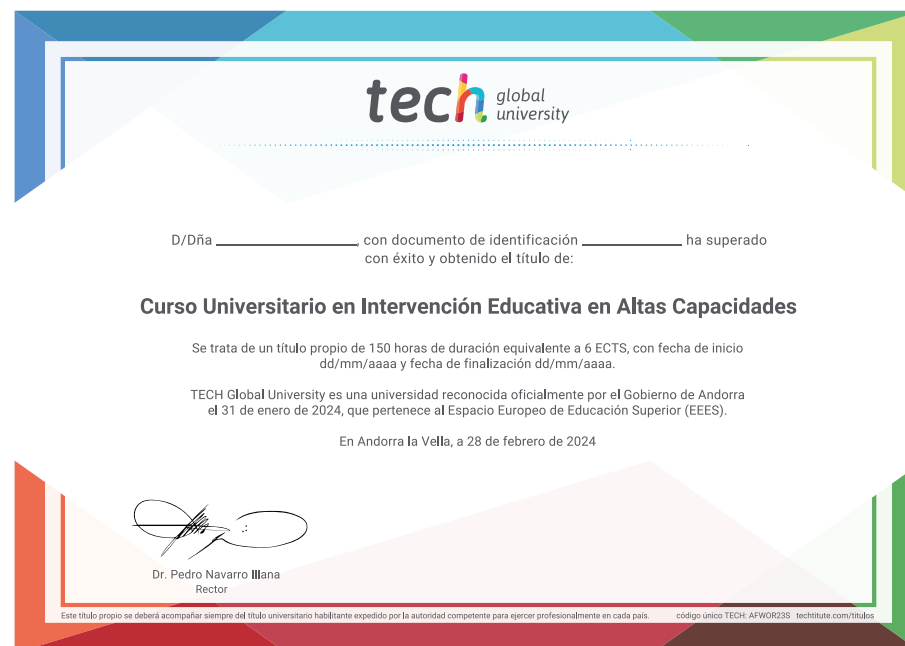 tech global university
D/Dña ________________, con documento de identificación ____________ ha superado
con éxito y obtenido el título de:
Curso Universitario en Intervención Educativa en Altas Capacidades
Se trata de un título propio de 150 horas de duración equivalente a 6 ECTS, con fecha de inicio
dd/mm/aaaa y fecha de finalización dd/mm/aaaa.
TECH Global University es una universidad reconocida oficialmente por el Gobierno de Andorra
el 31 de enero de 2024, que pertenece al Espacio Europeo de Educación Superior (EEES).
En Andorra la Vella, a 28 de febrero de 2024
Dr. Pedro Navarro Illana
Rector
Este título propio se deberá acompañar siempre del título universitario habilitante expedido por la autoridad competente para ejercer profesionalmente en cada país. código único TECH: AFWOR23S techtitute.com/titulos